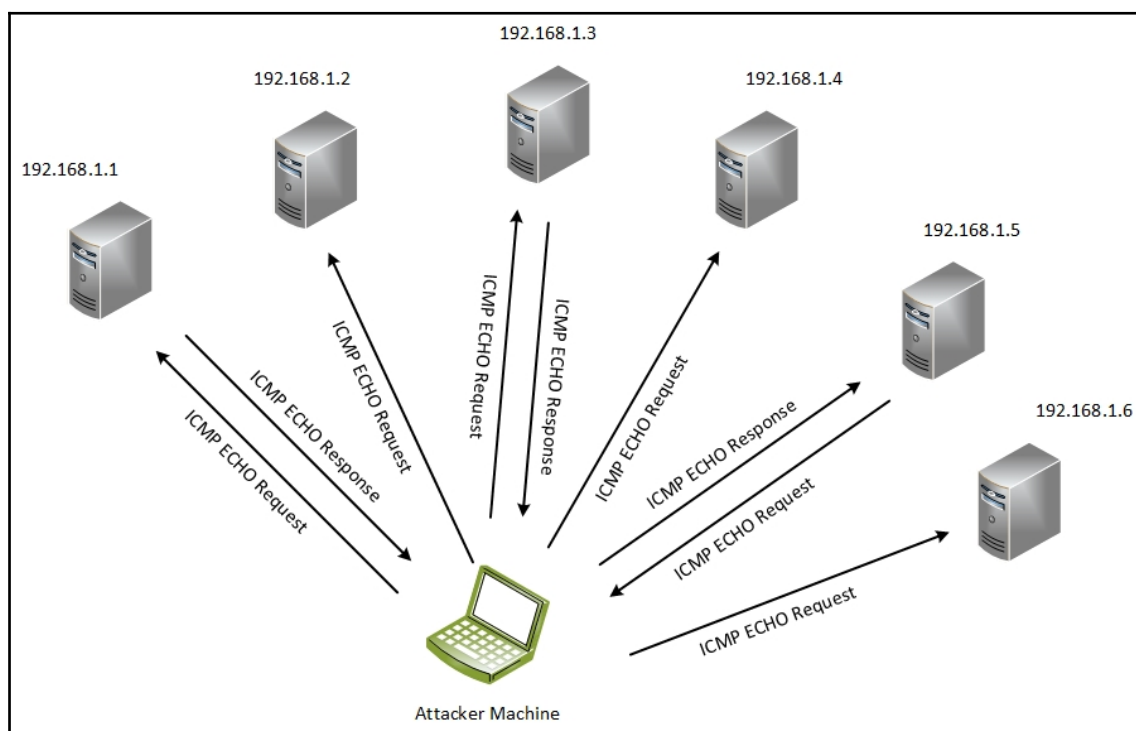 192.168.1.3
192.168.1.2
192.168.1.4
192.168.1.1
192.168.1.5
192.168.1.6
ICMP ECHO Request
ICMP ECHO Response
ICMP ECHO Request
ICMP ECHO Request
ICMP ECHO Response
ICMP ECHO Request
ICMP ECHO Response
ICMP ECHO Request
ICMP ECHO Request
Attacker Machine